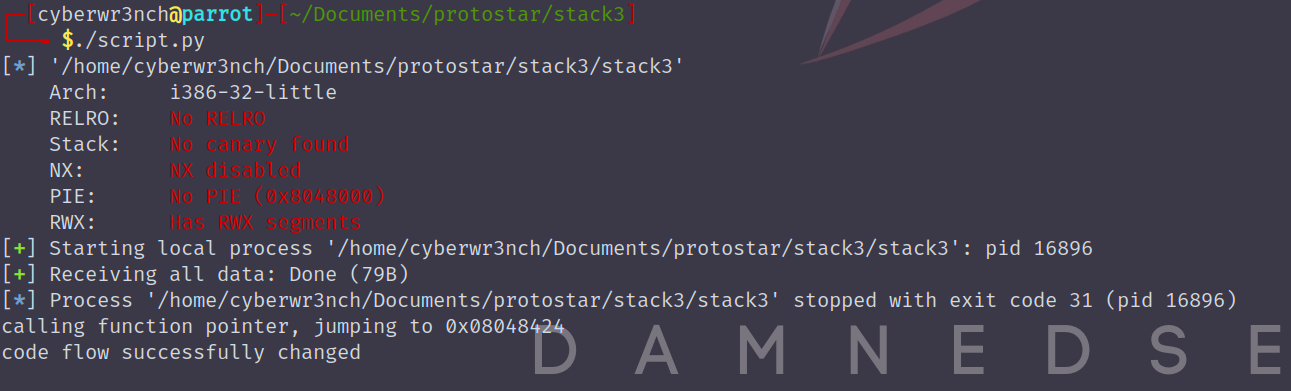 ┌─[cyberwr3nch@parrot]─[~/Documents/protostar/stack3]
└──╼ $./script.py
[*] '/home/cyberwr3nch/Documents/protostar/stack3/stack3'
    Arch:     i386-32-little
    RELRO:    No RELRO
    Stack:    No canary found
    NX:       NX disabled
    PIE:      No PIE (0x8048000)
    RWX:      Has RWX segments
[+] Starting local process '/home/cyberwr3nch/Documents/protostar/stack3/stack3': pid 16896
[+] Receiving all data: Done (79B)
[*] Process '/home/cyberwr3nch/Documents/protostar/stack3/stack3' stopped with exit code 31 (pid 16896)
calling function pointer, jumping to 0x08048424
code flow successfully changed
DAMNEDSE